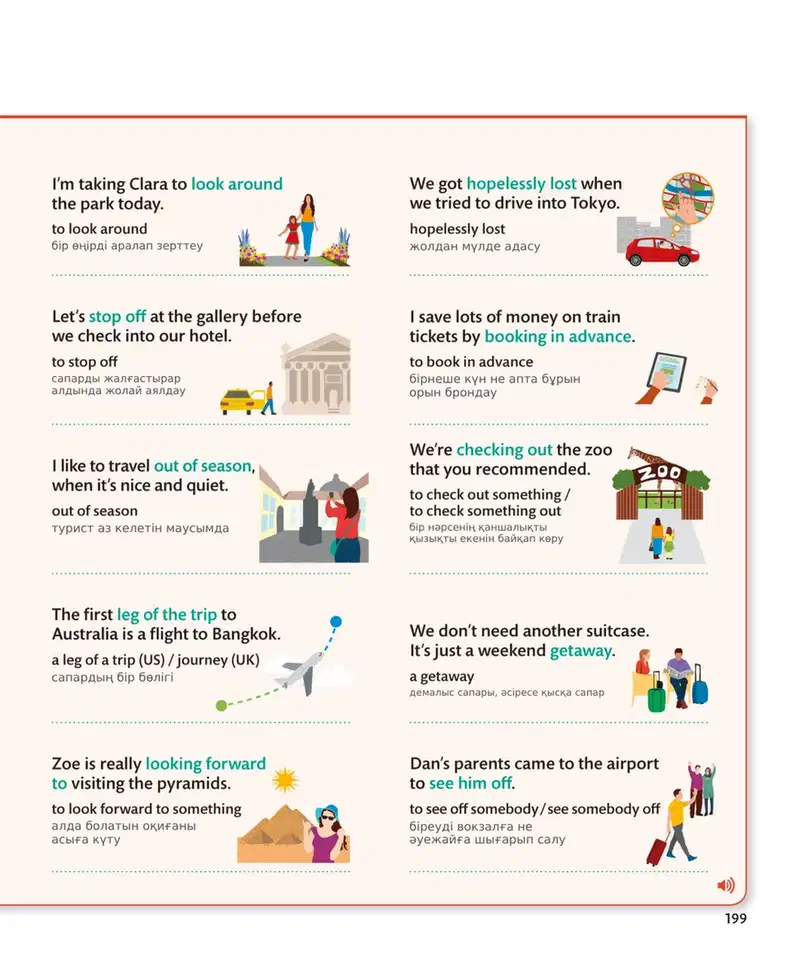 I'm taking Clara to look around
the park today.
to look around
бір өңірді аралап зерттеу
Let's stop off at the gallery before
we check into our hotel.
to stop off
сапарды жалғастырар
алдында жолай аялдау
I like to travel out of season,
when it's nice and quiet.
out of season
турист аз келетін маусымда
The first leg of the trip to
Australia is a flight to Bangkok.
a leg of a trip (US) / journey (UK)
сапардың бір бөлігі
Zoe is really looking forward
to visiting the pyramids.
to look forward to something
алда болатын оқиғаны
асыға күту
We got hopelessly lost when
we tried to drive into Tokyo.
hopelessly lost
жолдан мүлде адасу
I save lots of money on train
tickets by booking in advance.
to book in advance
бірнеше күн не апта бұрын
орын брондау
We're checking out the zoo
that you recommended.
to check out something /
to check something out
бір нәрсенің қаншалықты
қызықты екенін байқап көру
ZOO
We don't need another suitcase.
It's just a weekend getaway.
a getaway
демалыс сапары, әсіресе қысқа сапар
Dan's parents came to the airport
to see him off.
to see off somebody / see somebody off
біреуді вокзалға не
әуежайға шығарып салу
199